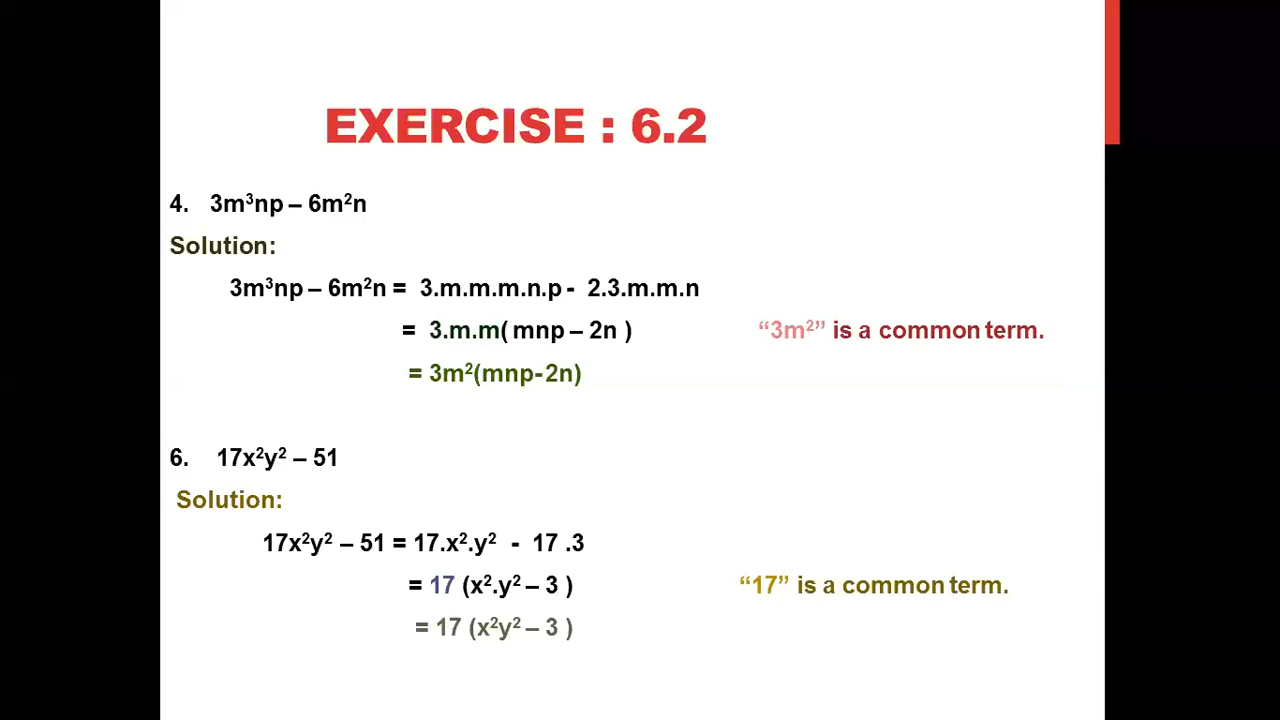 EXERCISE : 6.2
4. 3m³np – 6m²n
Solution:
3m³np – 6m²n = 3.m.m.m.n.p - 2.3.m.m.n
= 3.m.m( mnp – 2n ) “3m²” is a common term.
= 3m²(mnp-2n)
6. 17x²y² – 51
Solution:
17x²y² – 51 = 17.x².y² - 17 .3
= 17 (x².y² – 3 ) “17” is a common term.
= 17 (x²y² – 3 )